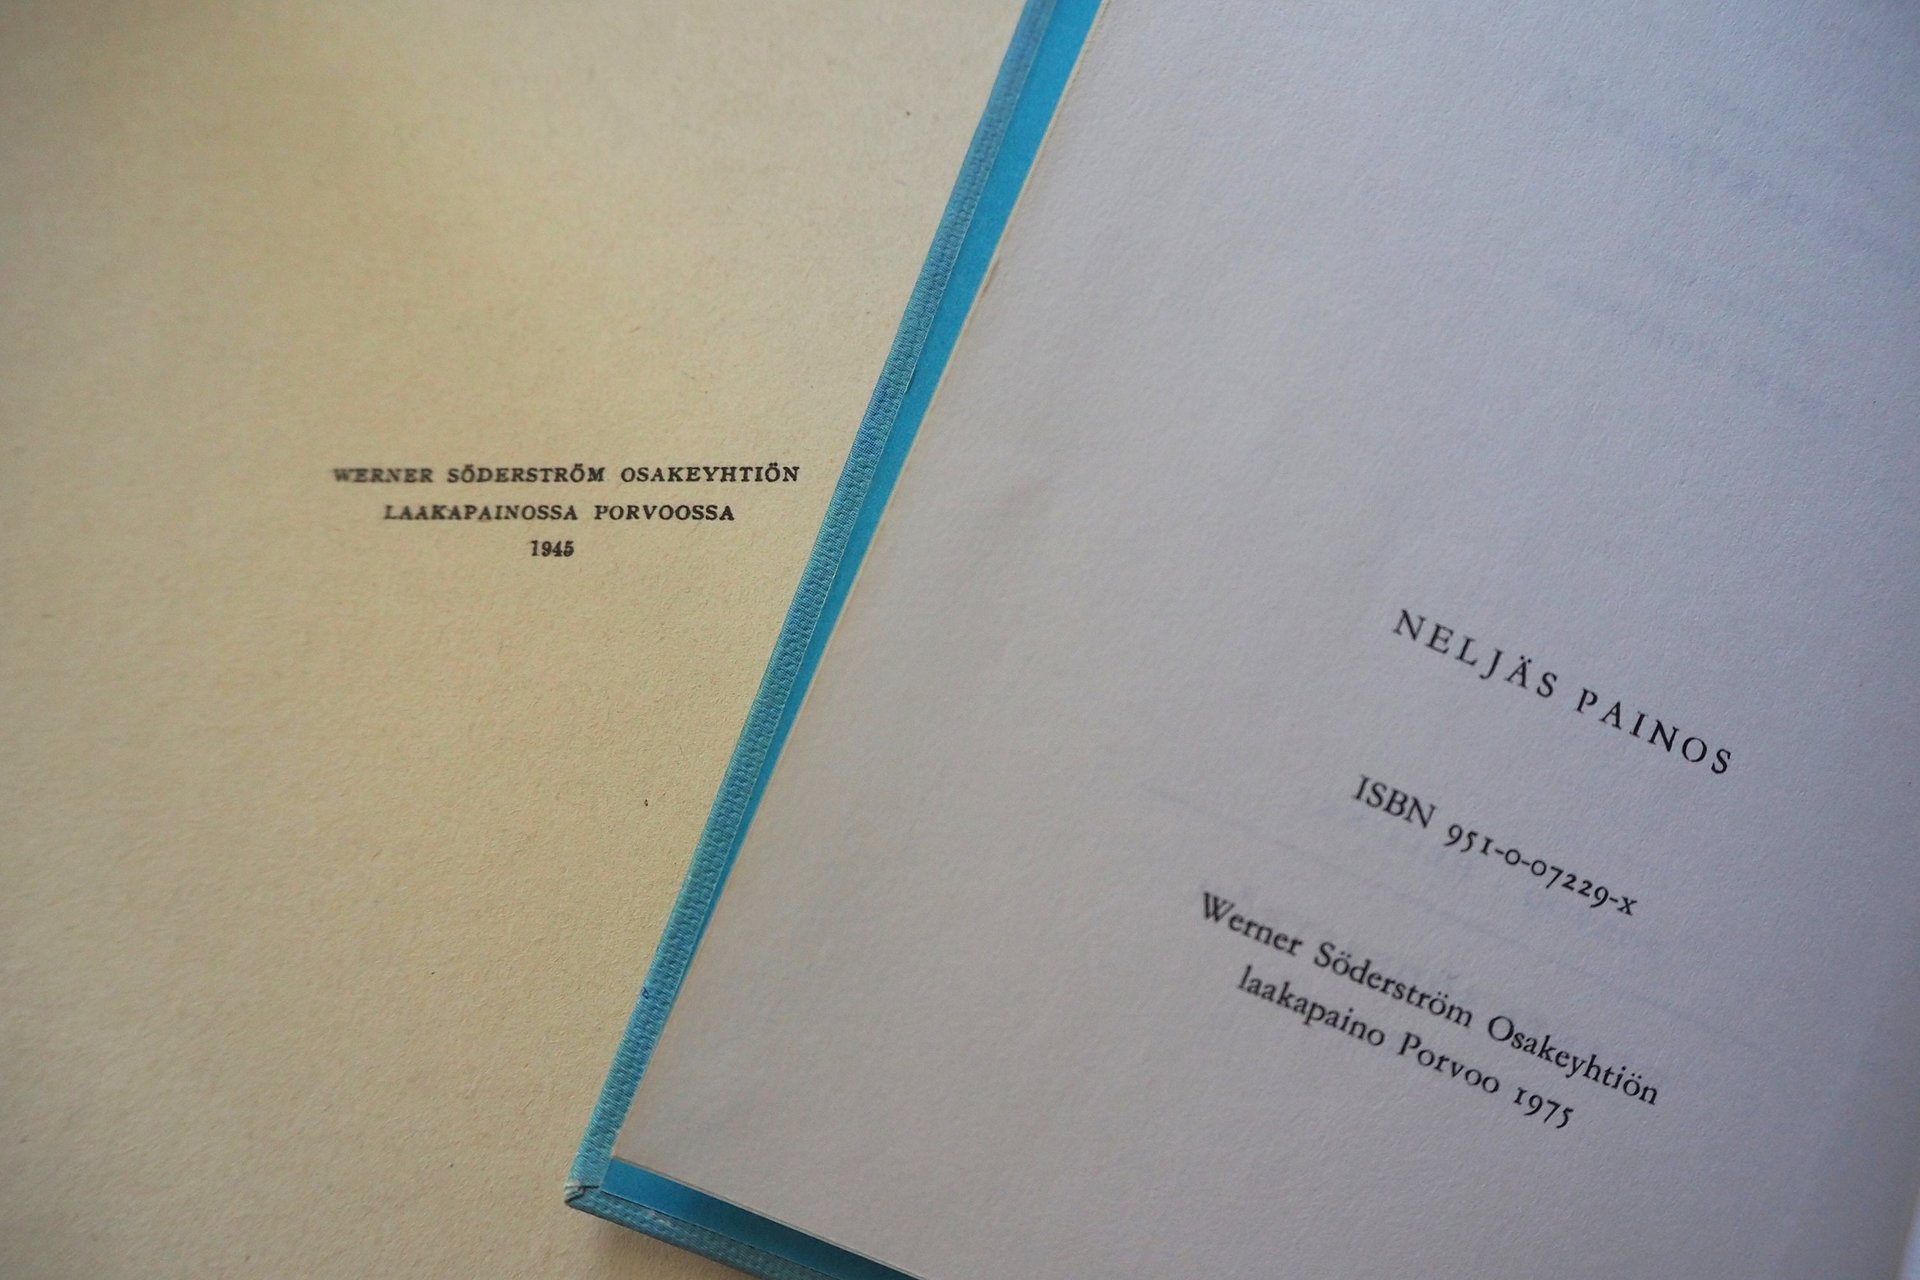 WERNER SÖDERSTRÖM OSAKEYHTIÖN
LAAKAPAINOSSA PORVOOSSA
1945
NELJÄS PAINOS
ISBN 951-0-07229-x
Werner Söderström Osakeyhtiön
laakapaino Porvoo 1975